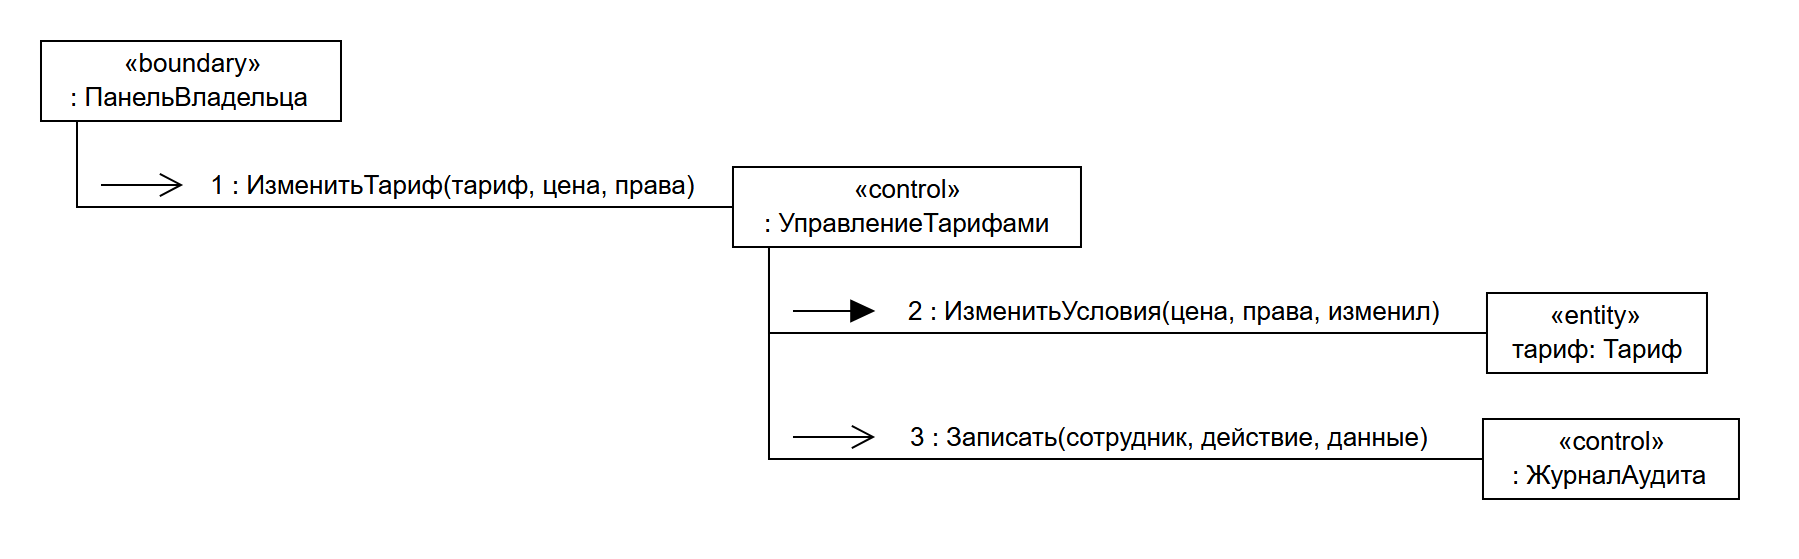 «boundary»
: ПанельВладельца
1 : ИзменитьТариф(тариф, цена, права)
«control»
: УправлениеТарифами
2 : ИзменитьУсловия(цена, права, изменил)
«entity»
тариф: Тариф
3 : Записать(сотрудник, действие, данные)
«control»
: ЖурналАудита